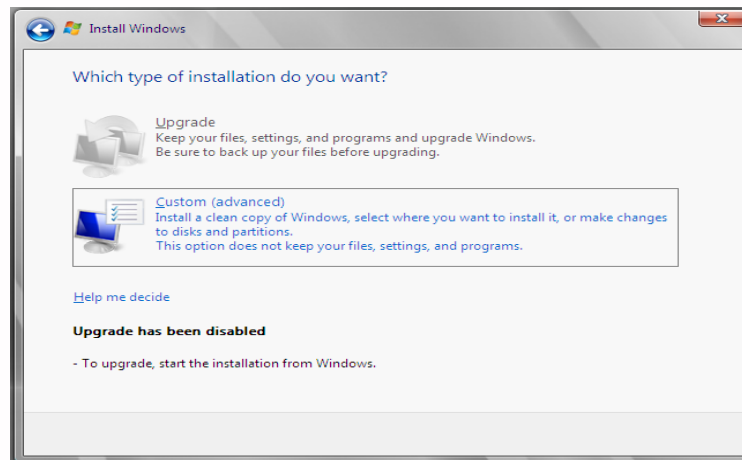 Install Windows
Which type of installation do you want?
Upgrade
Keep your files, settings, and programs and upgrade Windows.
Be sure to back up your files before upgrading.
Custom (advanced)
Install a clean copy of Windows, select where you want to install it, or make changes
to disks and partitions.
This option does not keep your files, settings, and programs.
Help me decide
Upgrade has been disabled
- To upgrade, start the installation from Windows.